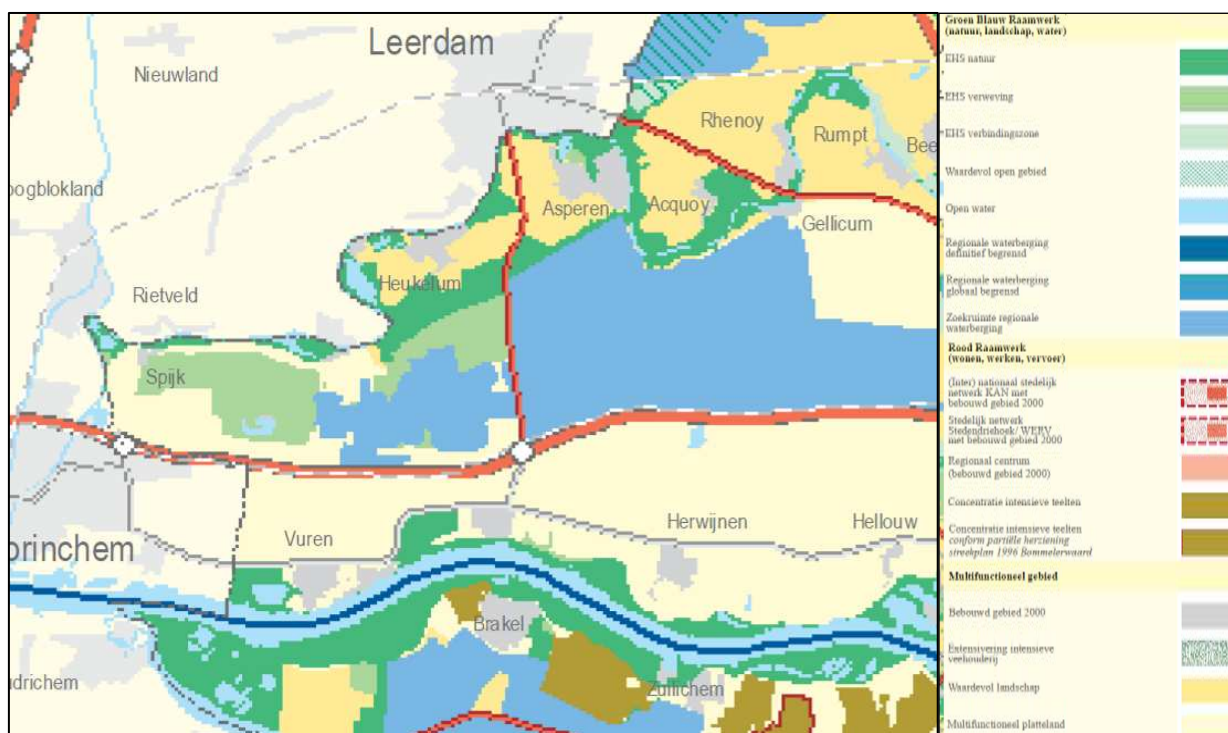 Leerdam
Nieuwland
Rhenoy
Rumpt
Bee
oogblokland
Asperen
Acquoy
Gellicum
Heukelum
Rietveld
Spijk
Vuren
Herwijnen
Hellouw
orinchem
Brakel
Zuilichem
udrichem
Groen Blauw Raamwerk
(natuur, landschap, water)
EHS natuur
EHS verweving
EHS verbindingszone
Waardevol open gebied
Open water
Regionale waterberging
definitief begrensd
Regionale waterberging
globaal begrensd
Zoekruimte regionale
waterberging
Rood Raamwerk
(wonen, werken, vervoer)
(Inter) nationaal stedelijk
netwerk KAN met
bebouwd gebied 2000
Stedelijk netwerk
Stedendriehoek/ WERV
met bebouwd gebied 2000
Regionaal centrum
(bebouwd gebied 2000)
Concentratie intensieve teelten
Concentratie intensieve teelten
conform partiële herziening
streekplan 1996 Bommelerwaard
Multifunctioneel gebied
Bebouwd gebied 2000
Extensivering intensieve
veehouderij
Waardevol landschap
Multifunctioneel platteland